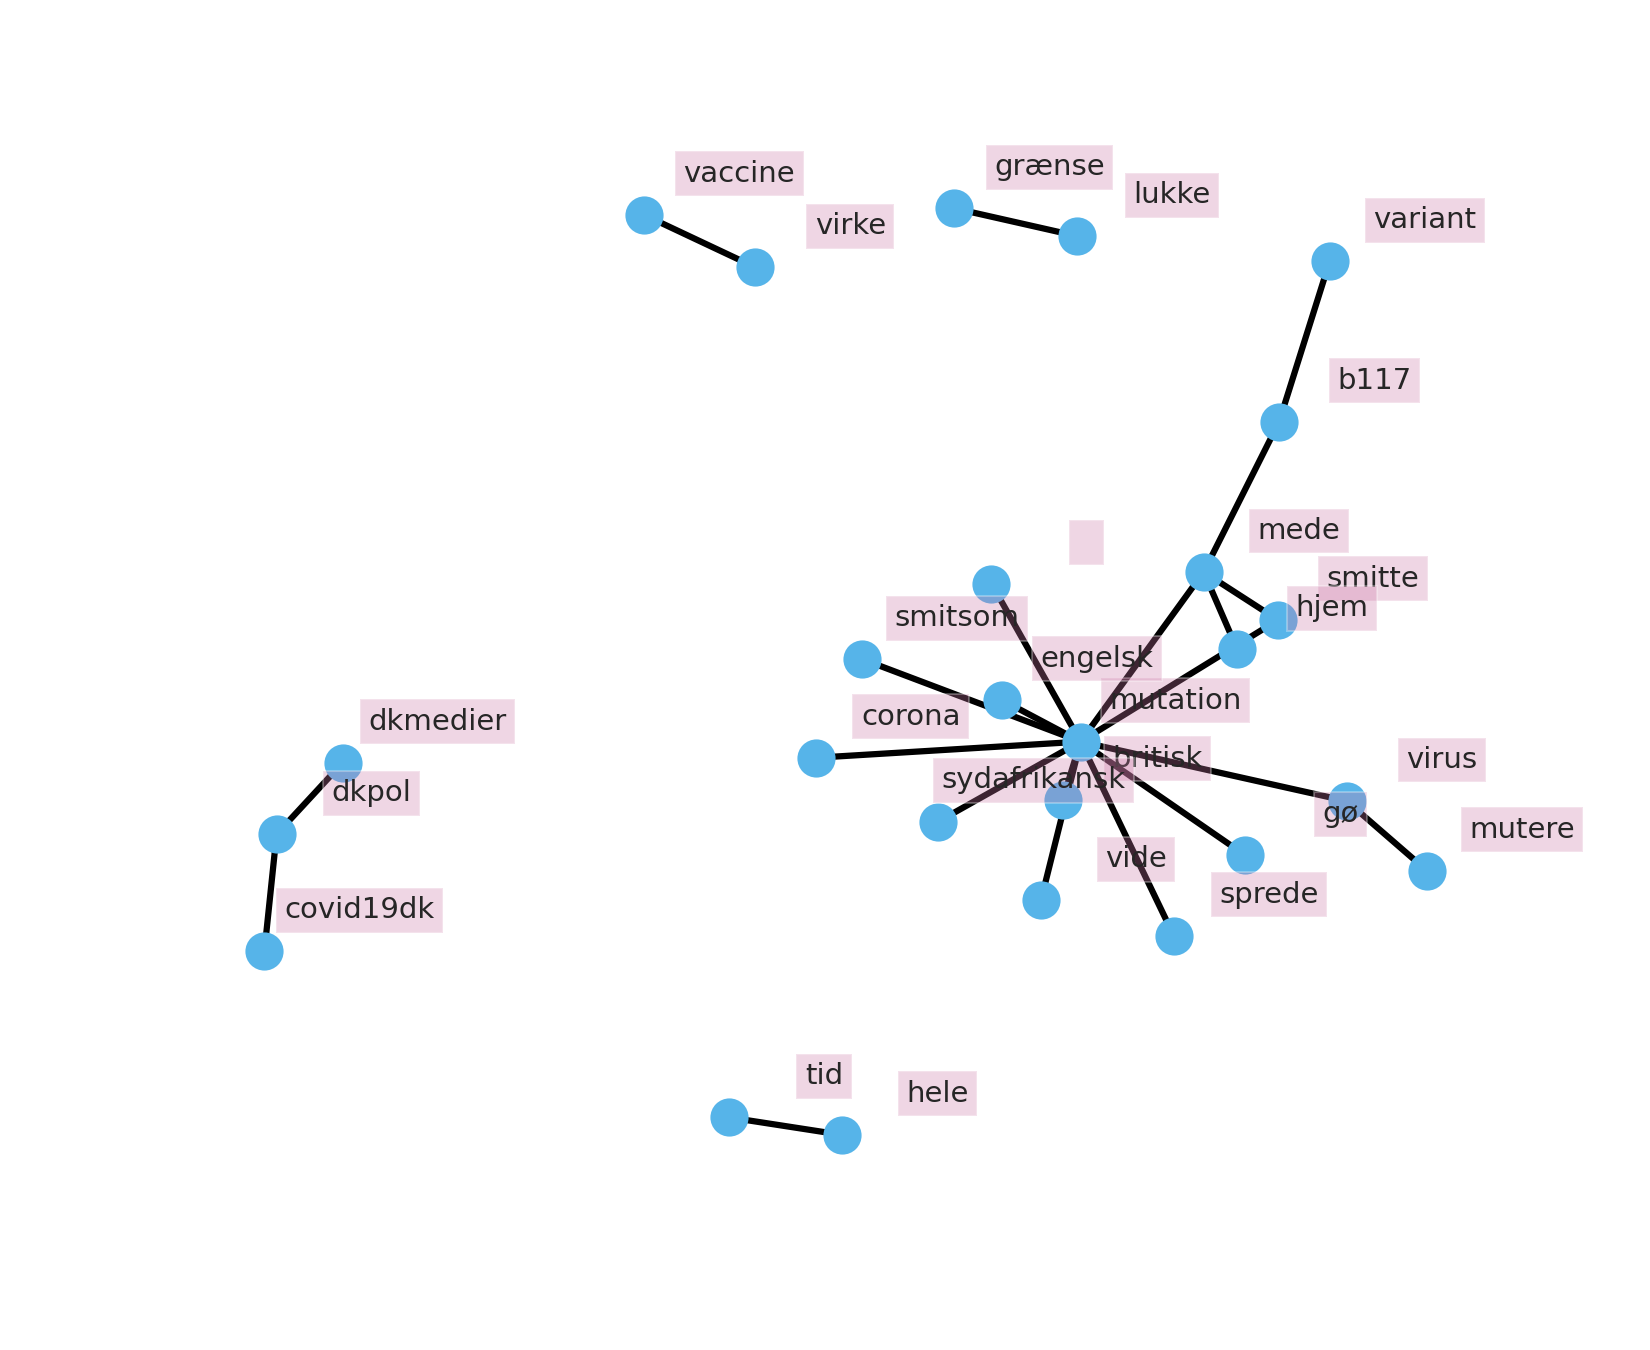 vaccine
grænse
lukke
virke
variant
b117
mede
smitte
hjem
smitsom
engelsk
mutation
corona
dkmedier
britisk
virus
sydafrikansk
dkpol
gø
mutere
vide
sprede
covid19dk
tid
hele